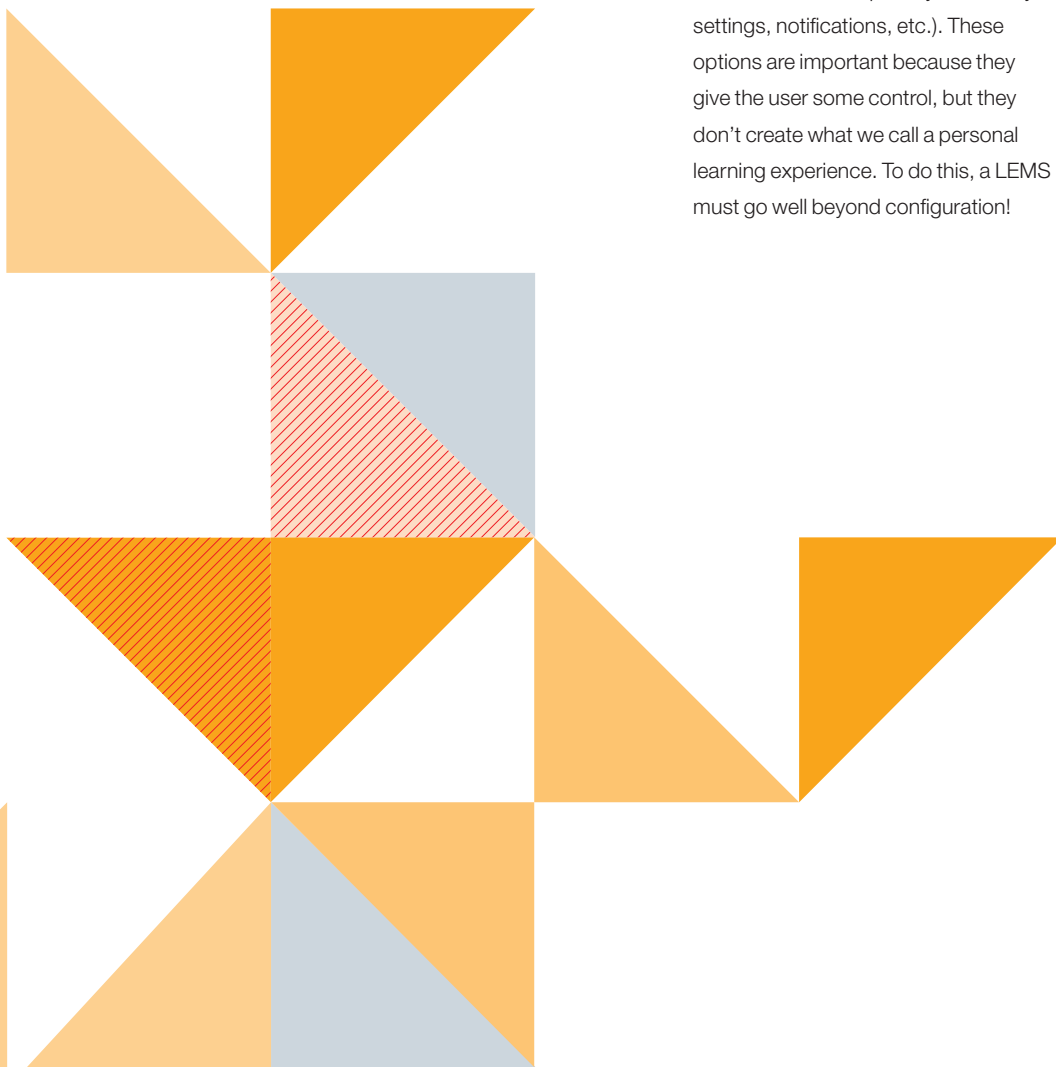 settings, notifications, etc.). These
options are important because they
give the user some control, but they
don’t create what we call a personal
learning experience. To do this, a LEMS
must go well beyond configuration!